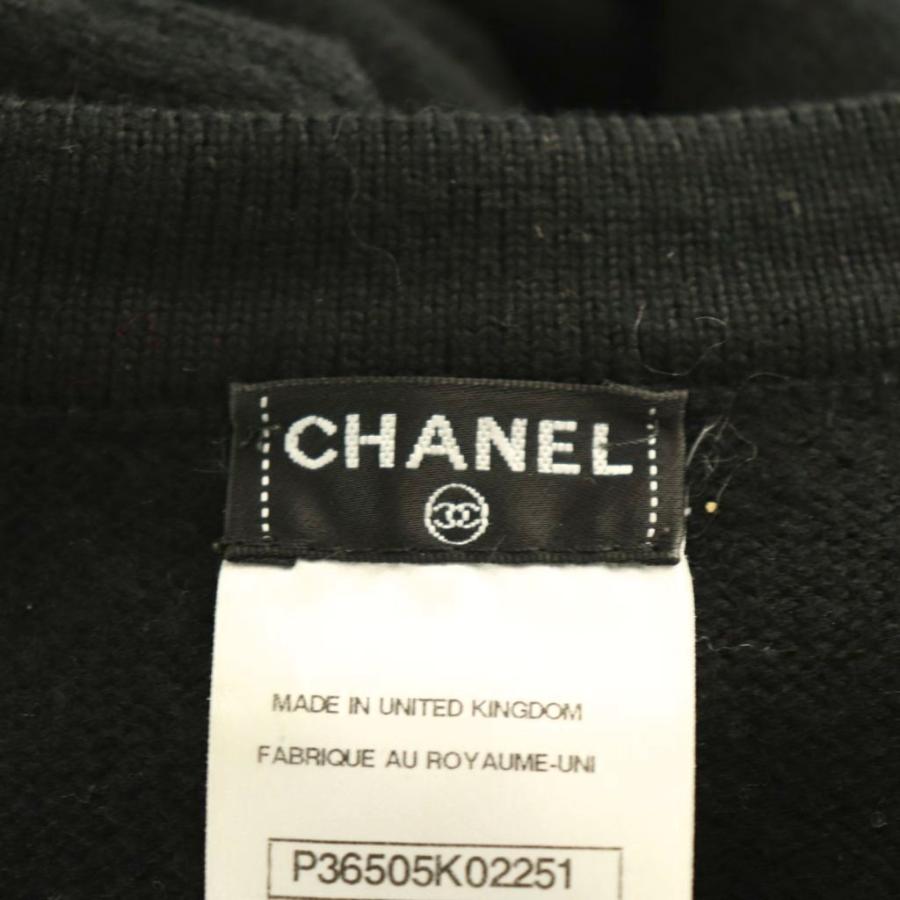 CHANEL
MADE IN UNITED KINGDOM
FABRIQUE AU ROYAUME-UNI
P36505K02251